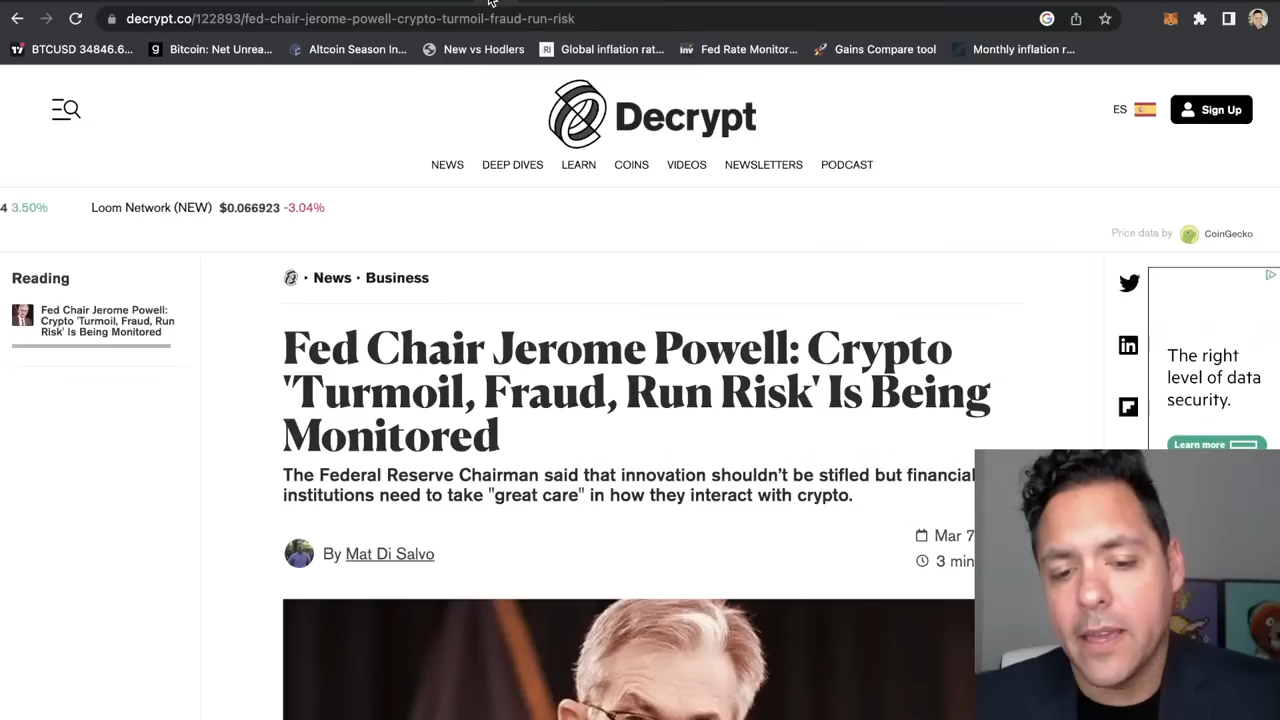 decrypt.co/122893/fed-chair-jerome-powell-crypto-turmoil-fraud-run-risk
BTCUSD 34846.6... Bitcoin: Net Unrea... Altcoin Season In... New vs Hodlers Global inflation rat... Fed Rate Monitor... Gains Compare tool Monthly inflation r...
Decrypt
ES
Sign Up
NEWS DEEP DIVES LEARN COINS VIDEOS NEWSLETTERS PODCAST
4 3.50% Loom Network (NEW) $0.066923 -3.04%
Price data by CoinGecko
Reading
Fed Chair Jerome Powell:
Crypto 'Turmoil, Fraud, Run
Risk' Is Being Monitored
News · Business
Fed Chair Jerome Powell: Crypto
'Turmoil, Fraud, Run Risk' Is Being
Monitored
The Federal Reserve Chairman said that innovation shouldn't be stifled but financial
institutions need to take "great care" in how they interact with crypto.
By Mat Di Salvo
Mar 7
3 min
The right
level of data
security.
Learn more